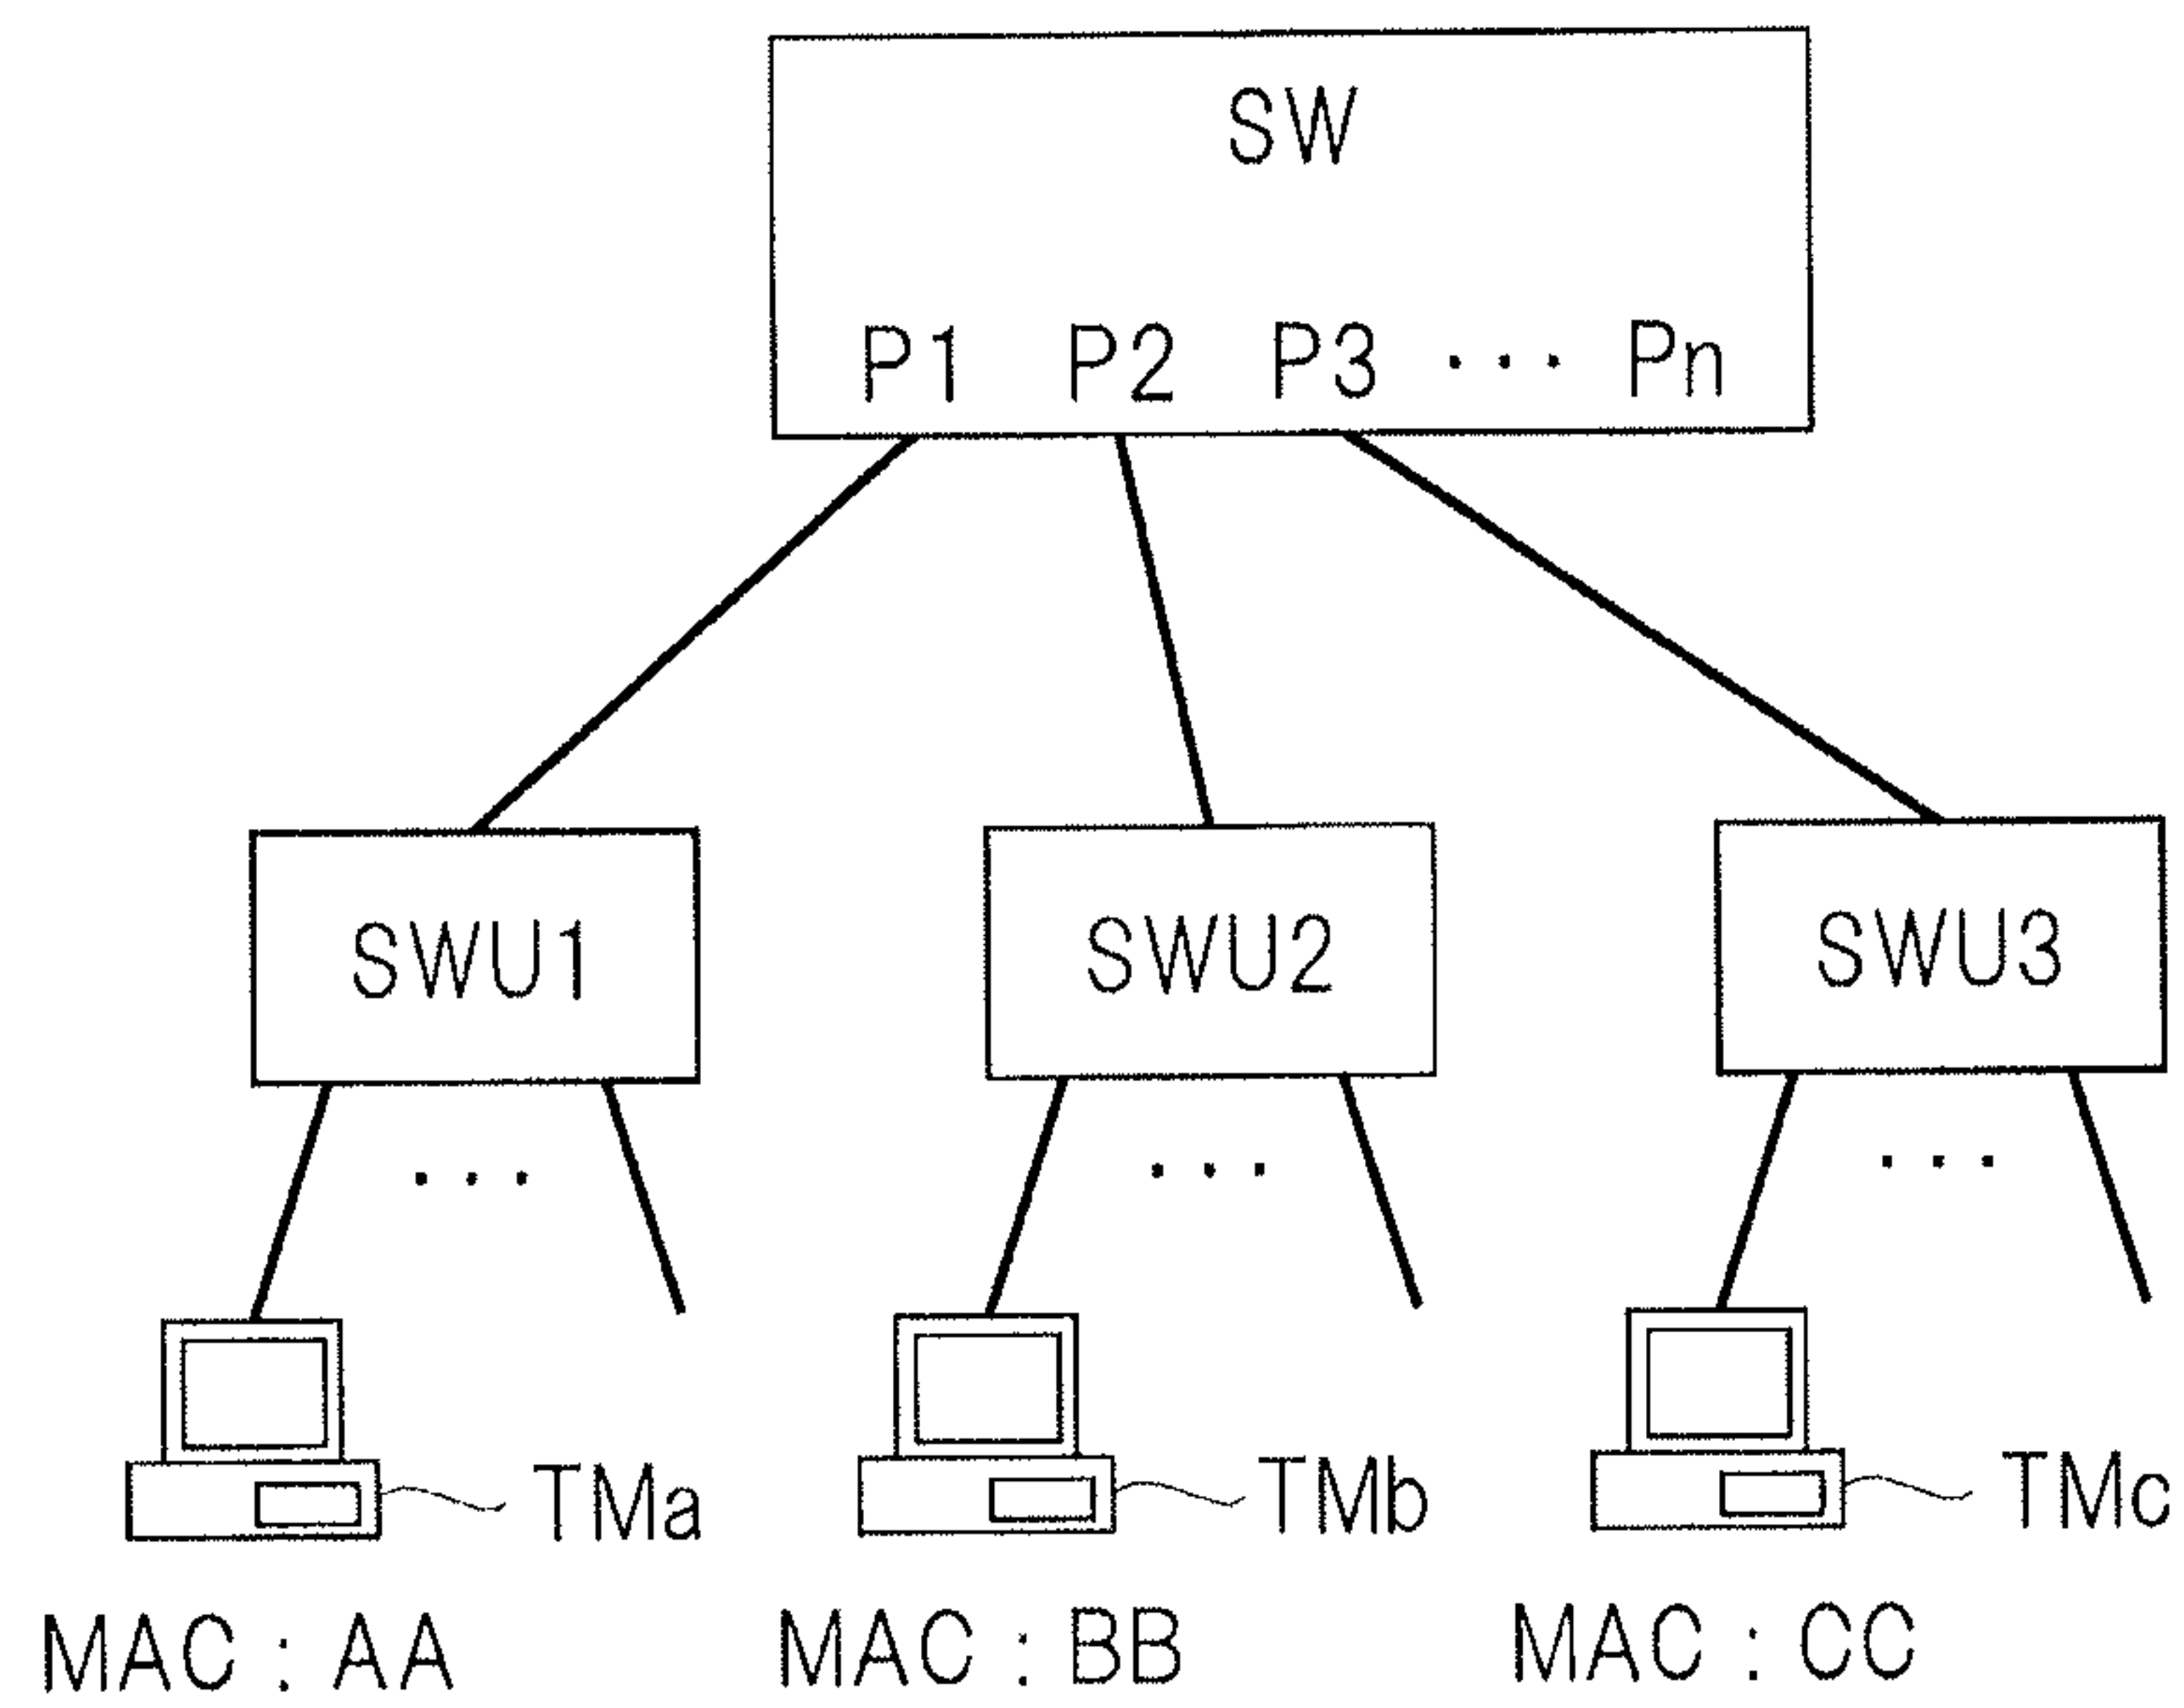 SW
P1 P2 P3 ... Pn
SWU1 SWU2 SWU3
... ... ...
TMa TMb TMc
MAC : AA MAC : BB MAC : CC